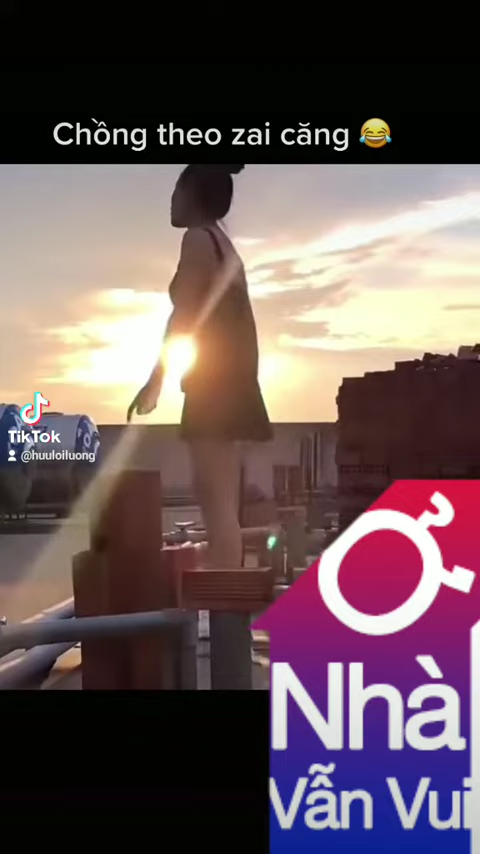 Chồng theo zai căng 😂
TikTok
@huuloiluong
Ở
Nhà
Vẫn Vui